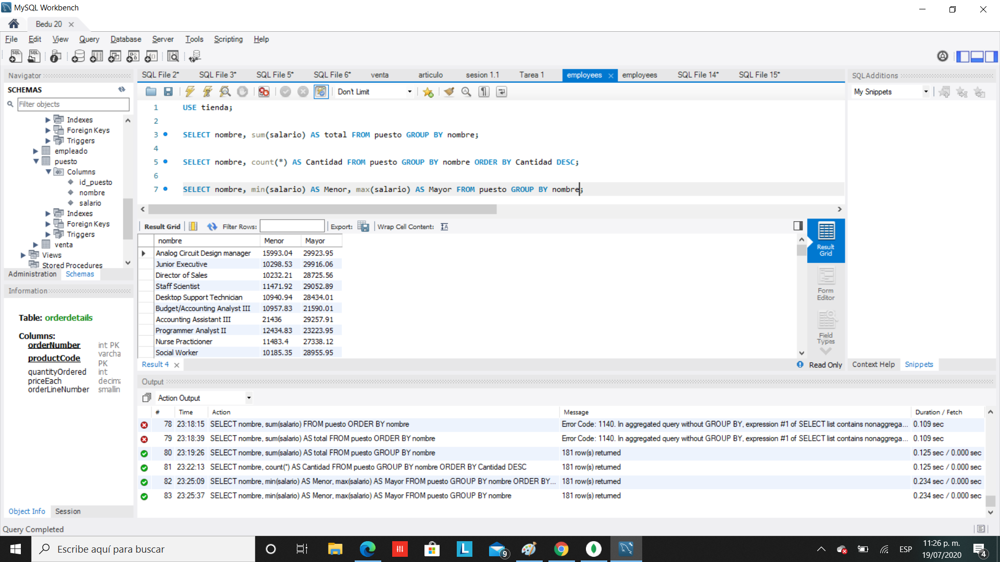 MySQL Workbench
Bedu 20
File Edit View Query Database Server Tools Scripting Help
Navigator
SCHEMAS
Filter objects
Indexes
Foreign Keys
Triggers
empleado
puesto
Columns
id_puesto
nombre
salario
Indexes
Foreign Keys
Triggers
venta
Views
Stored Procedures
Administration Schemas
Information
Table: orderdetails
Columns:
orderNumber int PK
productCode varcha
PK
quantityOrdered int
priceEach decim
orderLineNumber smallin
Object Info Session
SQL File 2* SQL File 3* SQL File 5* SQL File 6* venta articulo sesion 1.1 Tarea 1 employees employees SQL File 14* SQL File 15*
Don't Limit
1 USE tienda;
2
3 SELECT nombre, sum(salario) AS total FROM puesto GROUP BY nombre;
4
5 SELECT nombre, count(*) AS Cantidad FROM puesto GROUP BY nombre ORDER BY Cantidad DESC;
6
7 SELECT nombre, min(salario) AS Menor, max(salario) AS Mayor FROM puesto GROUP BY nombre;
Result Grid Filter Rows: Export: Wrap Cell Content:
nombre Menor Mayor
Analog Circuit Design manager 15993.04 29923.95
Junior Executive 10298.53 29916.06
Director of Sales 10232.21 28725.56
Staff Scientist 11471.92 29052.89
Desktop Support Technician 10940.94 28434.01
Budget/Accounting Analyst III 10957.83 21590.01
Accounting Assistant III 21436 29257.91
Programmer Analyst II 12434.83 23223.95
Nurse Practicioner 11483.4 27338.12
Social Worker 10185.35 28955.95
Result
Grid
Form
Editor
Field
Types
Result 4 Read Only
SQLAdditions
My Snippets
Context Help Snippets
Output
Action Output
# Time Action Message Duration / Fetch
78 23:18:15 SELECT nombre, sum(salario) FROM puesto ORDER BY nombre Error Code: 1140. In aggregated query without GROUP BY, expression #1 of SELECT list contains nonaggrega... 0.109 sec
79 23:18:39 SELECT nombre, sum(salario) AS total FROM puesto ORDER BY nombre Error Code: 1140. In aggregated query without GROUP BY, expression #1 of SELECT list contains nonaggrega... 0.109 sec
80 23:19:26 SELECT nombre, sum(salario) AS total FROM puesto GROUP BY nombre 181 row(s) returned 0.125 sec / 0.000 sec
81 23:22:13 SELECT nombre, count(*) AS Cantidad FROM puesto GROUP BY nombre ORDER BY Cantidad DESC 181 row(s) returned 0.125 sec / 0.000 sec
82 23:25:09 SELECT nombre, min(salario) AS Menor, max(salario) AS Mayor FROM puesto GROUP BY nombre ORDER BY... 181 row(s) returned 0.234 sec / 0.000 sec
83 23:25:37 SELECT nombre, min(salario) AS Menor, max(salario) AS Mayor FROM puesto GROUP BY nombre 181 row(s) returned 0.234 sec / 0.000 sec
Query Completed
Escribe aquí para buscar
L
9
ESP
11:26 p. m.
19/07/2020
4